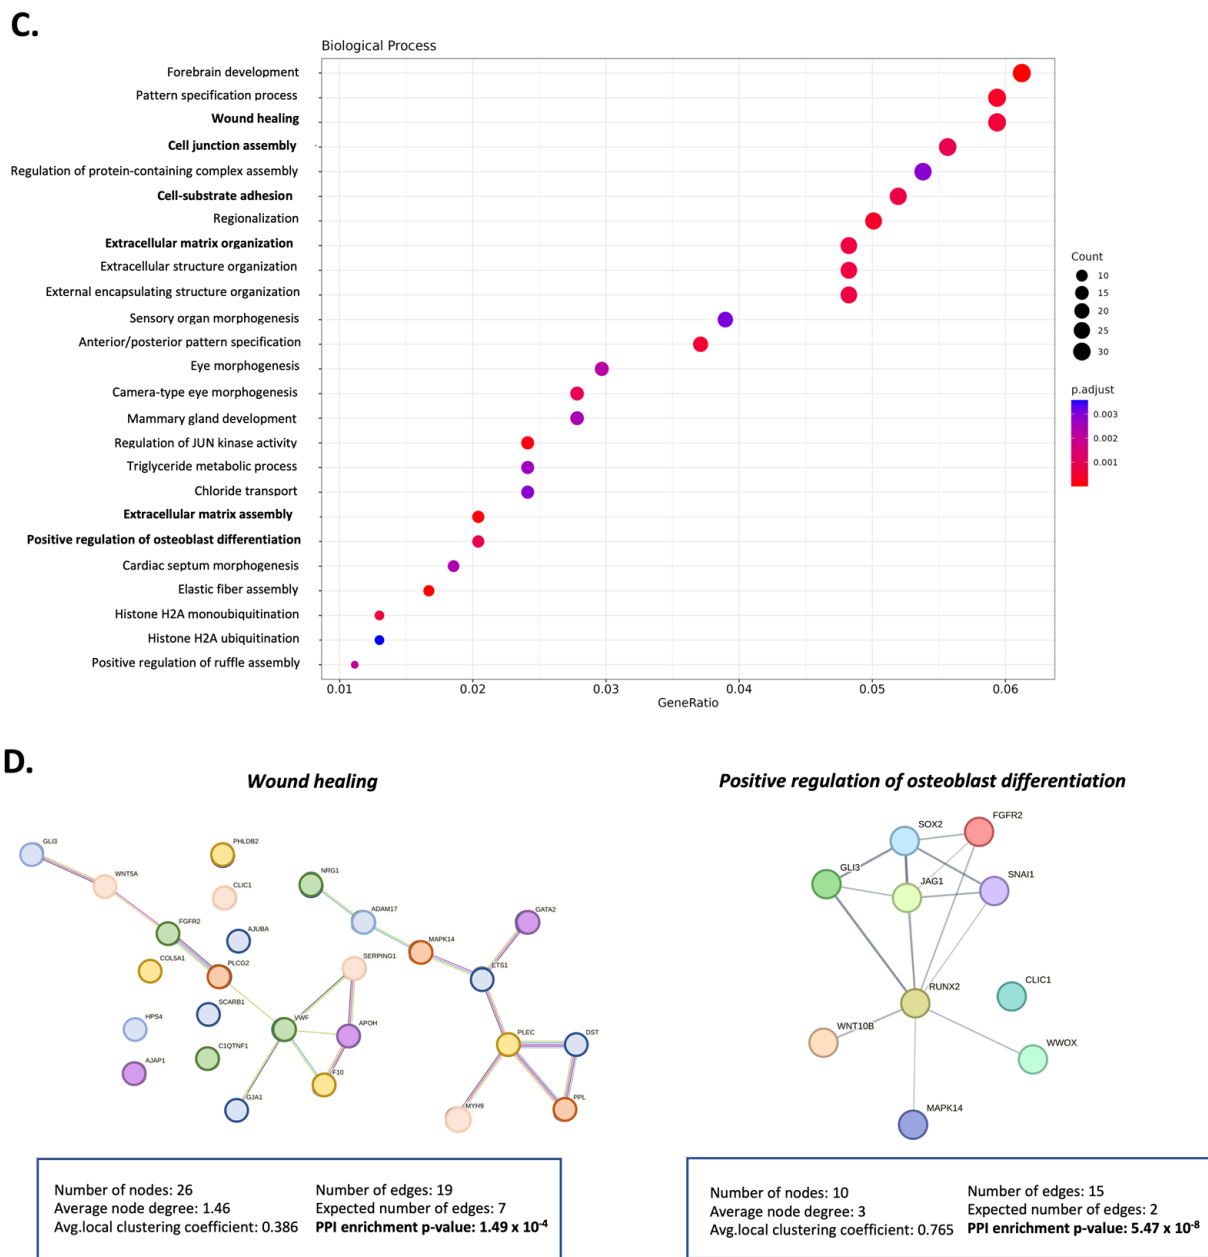 C.
Biological Process
Forebrain development
Pattern specification process
Wound healing
Cell junction assembly
Regulation of protein-containing complex assembly
Cell-substrate adhesion
Regionalization
Extracellular matrix organization
Extracellular structure organization
External encapsulating structure organization
Sensory organ morphogenesis
Anterior/posterior pattern specification
Eye morphogenesis
Camera-type eye morphogenesis
Mammary gland development
Regulation of JUN kinase activity
Triglyceride metabolic process
Chloride transport
Extracellular matrix assembly
Positive regulation of osteoblast differentiation
Cardiac septum morphogenesis
Elastic fiber assembly
Histone H2A monoubiquitination
Histone H2A ubiquitination
Positive regulation of ruffle assembly
0.01 0.02 0.03 0.04 0.05 0.06
GeneRatio
Count
10
15
20
25
30
p.adjust
0.003
0.002
0.001
D.
Wound healing
GLI3
WNT5A
FGFR2
PLCG2
PHLDB2
CLIC1
AJUBA
COL5A1
SCARB1
HPS4
C1QTNF1
AJAP1
NRG1
ADAM17
MAPK14
GATA2
ETS1
SERPING1
VWF
APOH
F10
GJA1
PLEC
DST
PPL
MYH9
Number of nodes: 26
Average node degree: 1.46
Avg.local clustering coefficient: 0.386
Number of edges: 19
Expected number of edges: 7
PPI enrichment p-value: 1.49 x 10-4
Positive regulation of osteoblast differentiation
SOX2
FGFR2
GLI3
JAG1
SNAI1
RUNX2
CLIC1
WNT10B
WWOX
MAPK14
Number of nodes: 10
Average node degree: 3
Avg.local clustering coefficient: 0.765
Number of edges: 15
Expected number of edges: 2
PPI enrichment p-value: 5.47 x 10-8